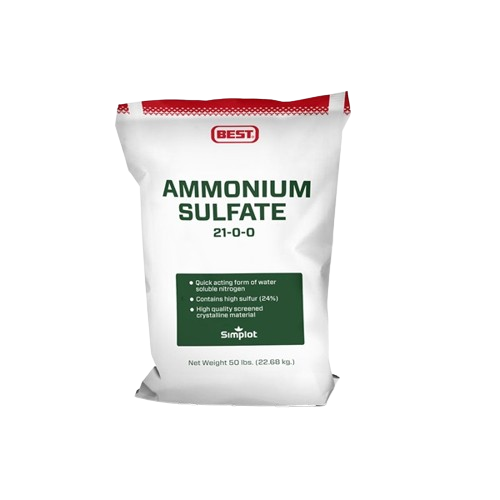 BEST
AMMONIUM
SULFATE
21-0-0
• Quick acting form of water
soluble nitrogen
• Contains high sulfur (24%)
• High quality screened
crystalline material
Simplot
Net Weight 50 lbs. (22.68 kg.)